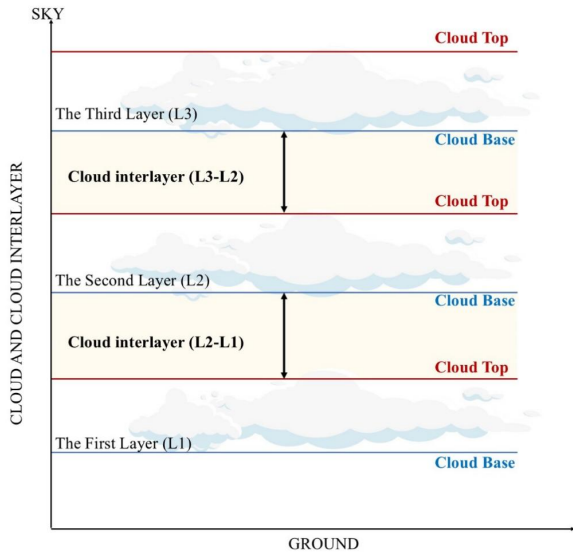 SKY
Cloud Top
The Third Layer (L3)
Cloud Base
Cloud interlayer (L3-L2)
Cloud Top
The Second Layer (L2)
Cloud Base
Cloud interlayer (L2-L1)
Cloud Top
The First Layer (L1)
Cloud Base
CLOUD AND CLOUD INTERLAYER
GROUND